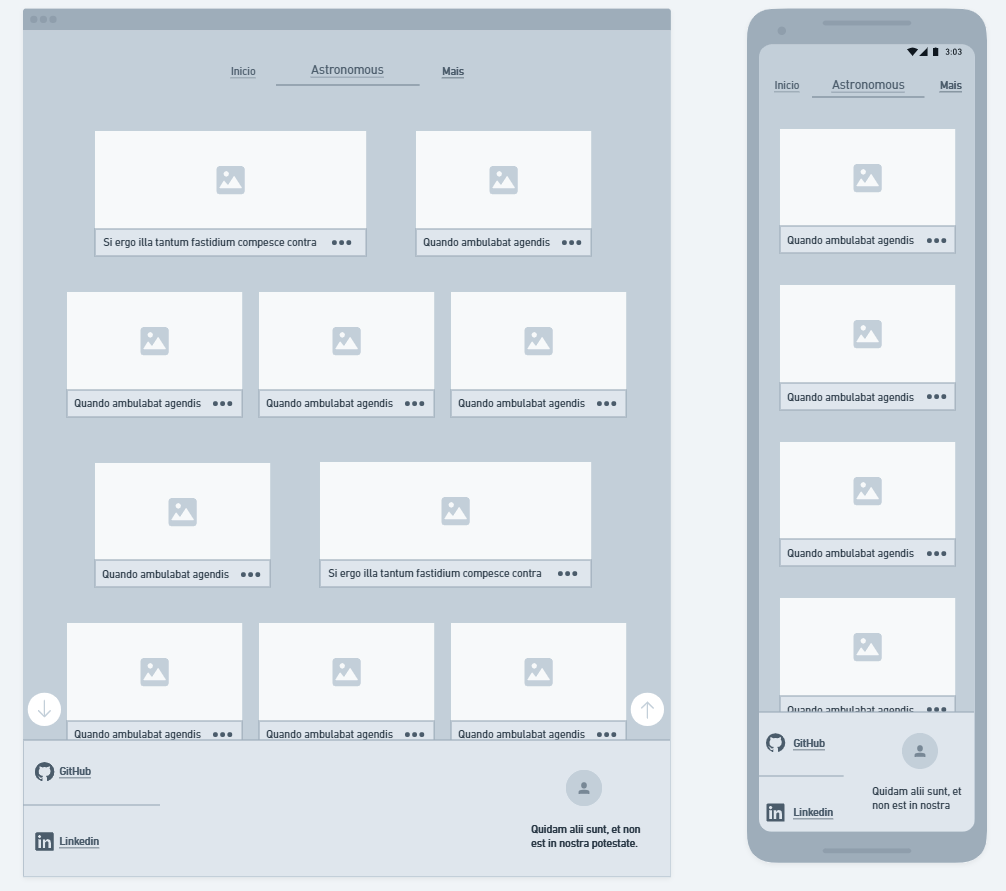 Inicio
Astronomous
Mais
Si ergo illa tantum fastidium compesce contra
Quando ambulabat agendis
Quando ambulabat agendis
Quando ambulabat agendis
Quando ambulabat agendis
Quando ambulabat agendis
Si ergo illa tantum fastidium compesce contra
Quando ambulabat agendis
Quando ambulabat agendis
Quando ambulabat agendis
GitHub
Linkedin
Quidam alii sunt, et non
est in nostra potestate.
3:03
Inicio
Astronomous
Mais
Quando ambulabat agendis
Quando ambulabat agendis
Quando ambulabat agendis
Quando ambulabat agendis
GitHub
Linkedin
Quidam alii sunt, et
non est in nostra